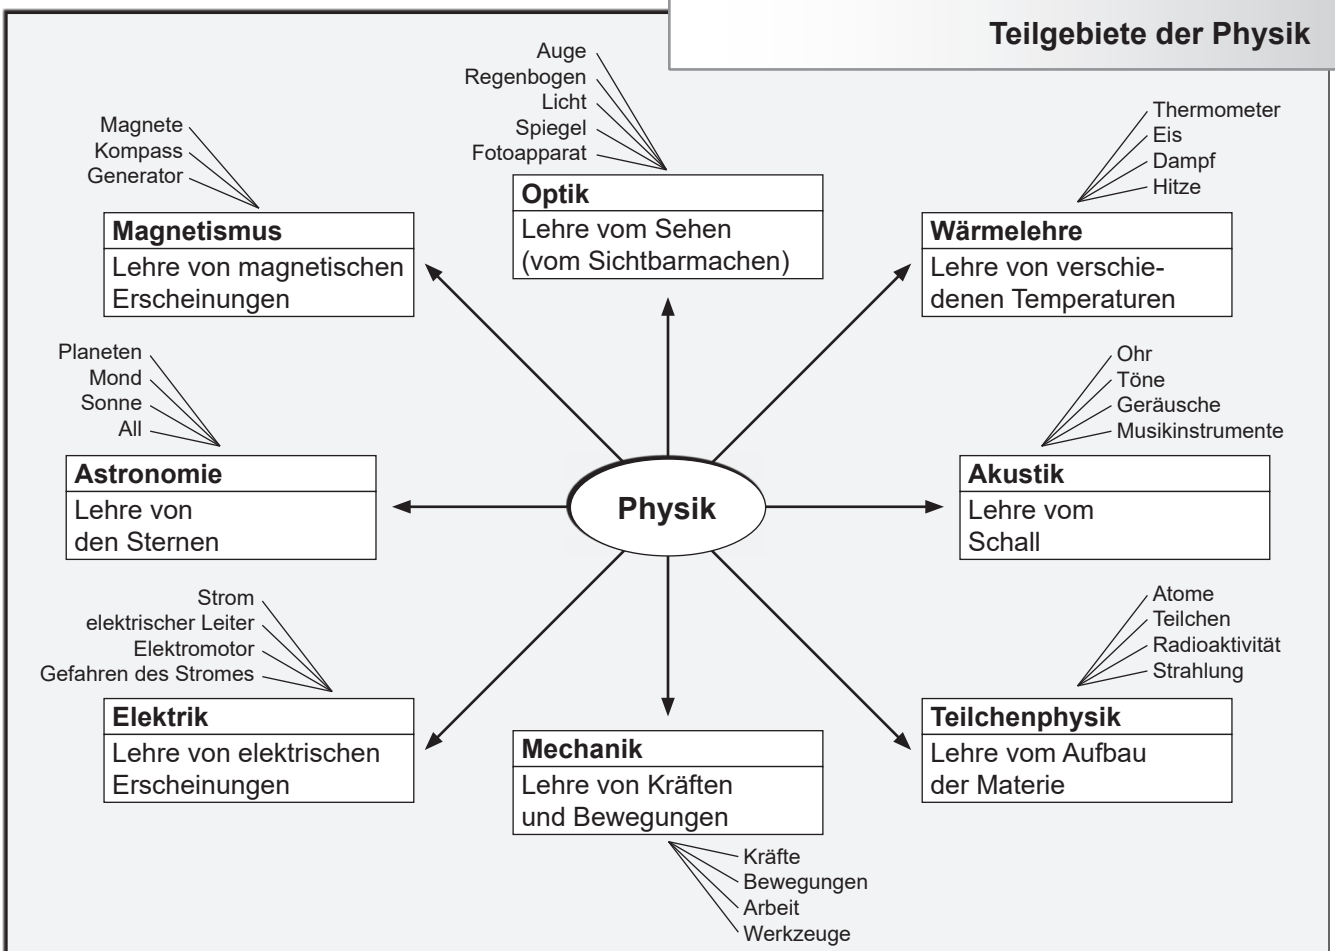 Teilgebiete der Physik
Auge
Regenbogen
Licht
Spiegel
Fotoapparat
Optik
Lehre vom Sehen
(vom Sichtbarmachen)
Magnete
Kompass
Generator
Magnetismus
Lehre von magnetischen
Erscheinungen
Thermometer
Eis
Dampf
Hitze
Wärmelehre
Lehre von verschie-
denen Temperaturen
Planeten
Mond
Sonne
All
Astronomie
Lehre von
den Sternen
Physik
Ohr
Töne
Geräusche
Musikinstrumente
Akustik
Lehre vom
Schall
Strom
elektrischer Leiter
Elektromotor
Gefahren des Stromes
Elektrik
Lehre von elektrischen
Erscheinungen
Mechanik
Lehre von Kräften
und Bewegungen
Kräfte
Bewegungen
Arbeit
Werkzeuge
Atome
Teilchen
Radioaktivität
Strahlung
Teilchenphysik
Lehre vom Aufbau
der Materie